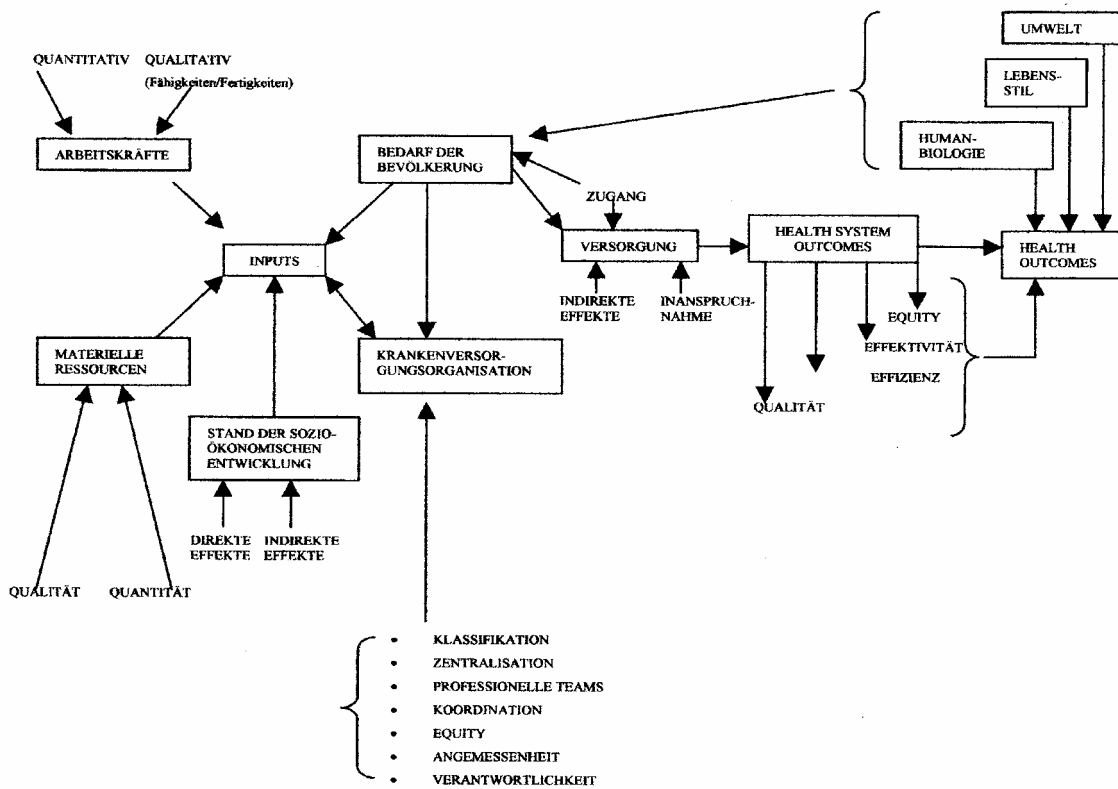 UMWELT
LEBENS-
STIL
HUMAN-
BIOLOGIE
QUANTITATIV
QUALITATIV
(Fähigkeiten/Fertigkeiten)
ARBEITSKRÄFTE
BEDARF DER
BEVÖLKERUNG
ZUGANG
INPUTS
VERSORGUNG
HEALTH SYSTEM
OUTCOMES
HEALTH
OUTCOMES
INDIREKTE
EFFEKTE
INANSPRUCH-
NAHME
EQUITY
EFFEKTIVITÄT
EFFIZIENZ
QUALITÄT
MATERIELLE
RESSOURCEN
KRANKENVERSOR-
GUNGSORGANISATION
STAND DER SOZIO-
ÖKONOMISCHEN
ENTWICKLUNG
DIREKTE
EFFEKTE
INDIREKTE
EFFEKTE
QUALITÄT
QUANTITÄT
• KLASSIFIKATION
• ZENTRALISATION
• PROFESSIONELLE TEAMS
• KOORDINATION
• EQUITY
• ANGEMESSENHEIT
• VERANTWORTLICHKEIT